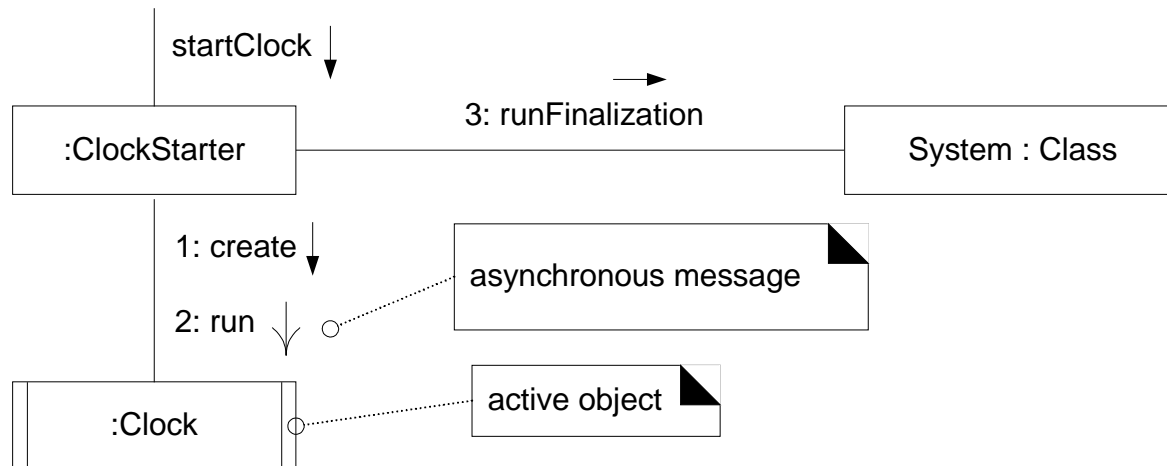 startClock
3: runFinalization
:ClockStarter
System : Class
1: create
asynchronous message
2: run
active object
:Clock